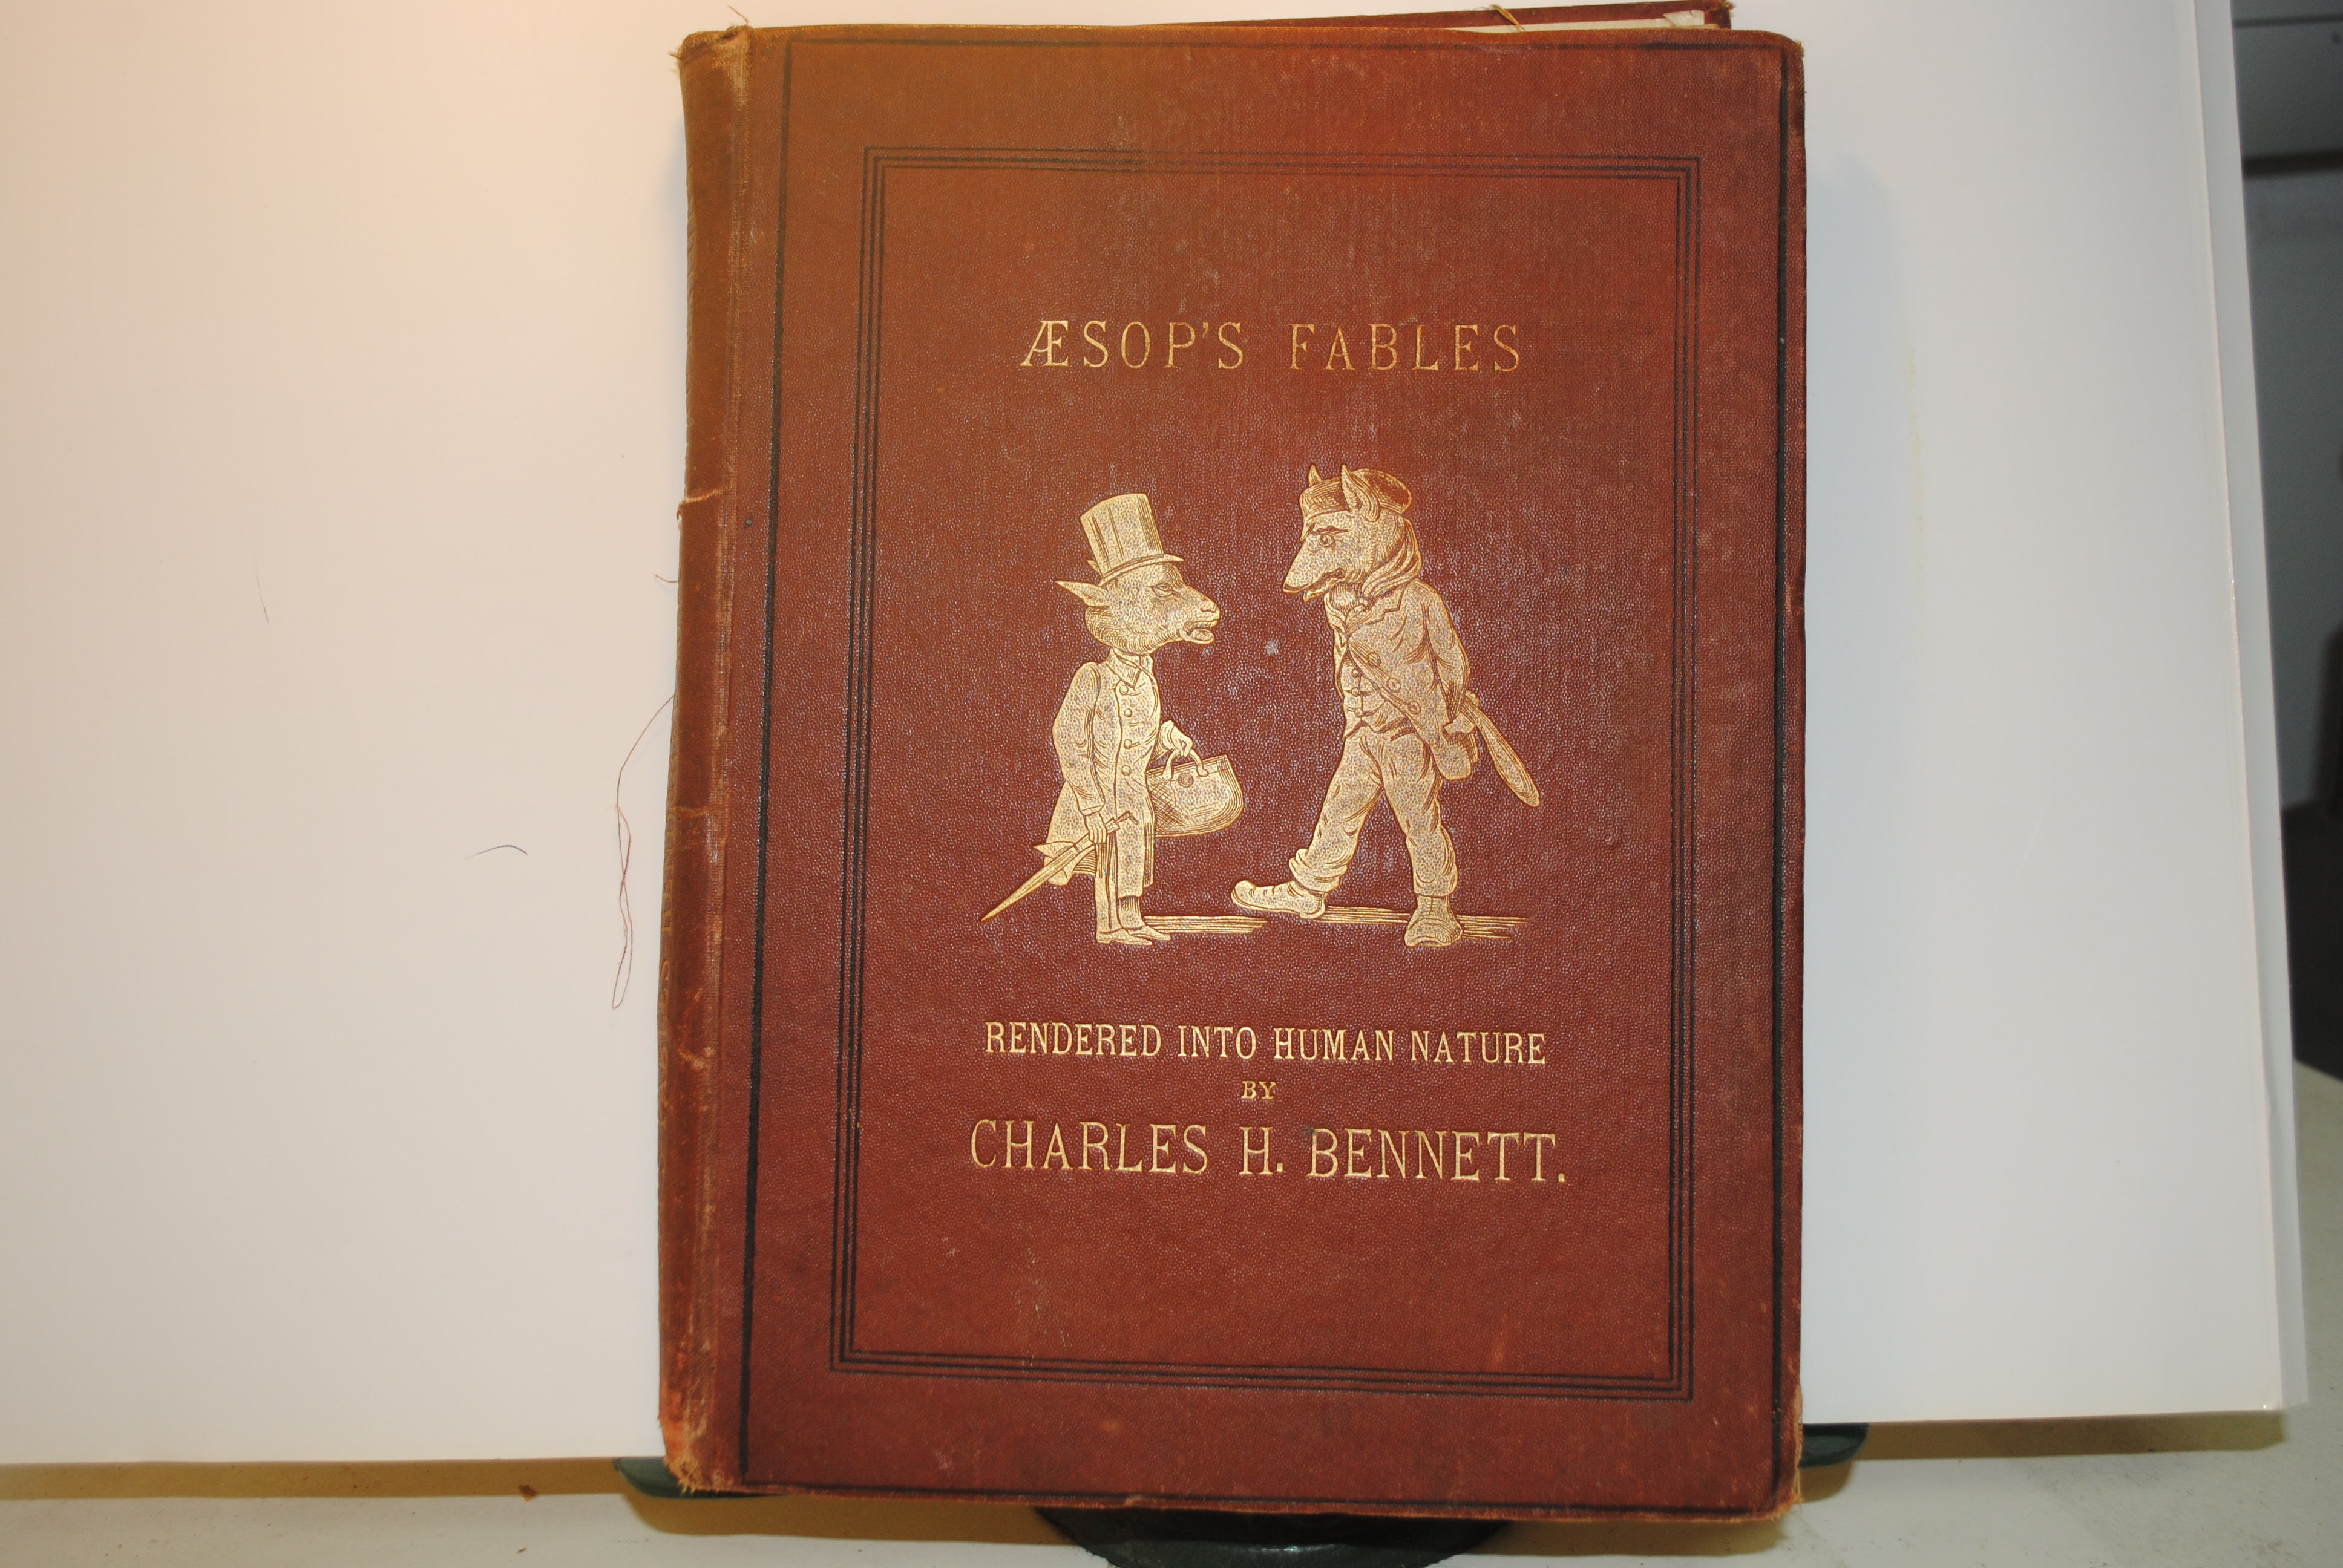 ÆSOP'S FABLES
RENDERED INTO HUMAN NATURE
BY
CHARLES H. BENNETT.